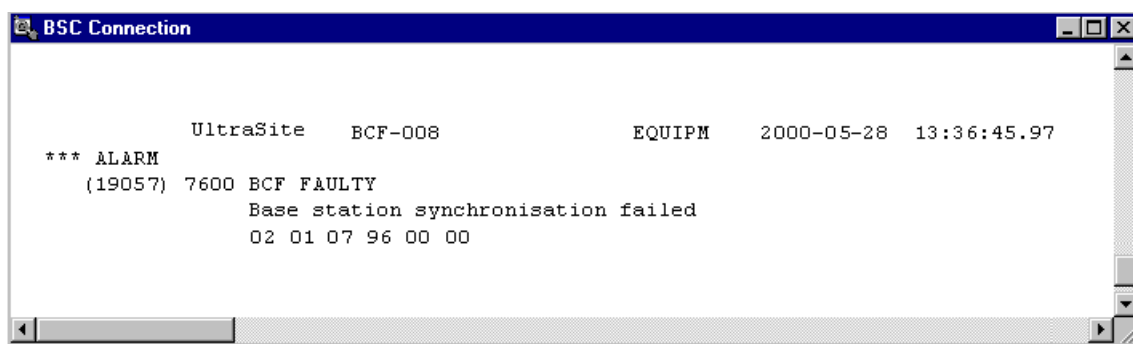 BSC Connection
UltraSite BCF-008 EQUIPM 2000-05-28 13:36:45.97
*** ALARM
(19057) 7600 BCF FAULTY
Base station synchronisation failed
02 01 07 96 00 00